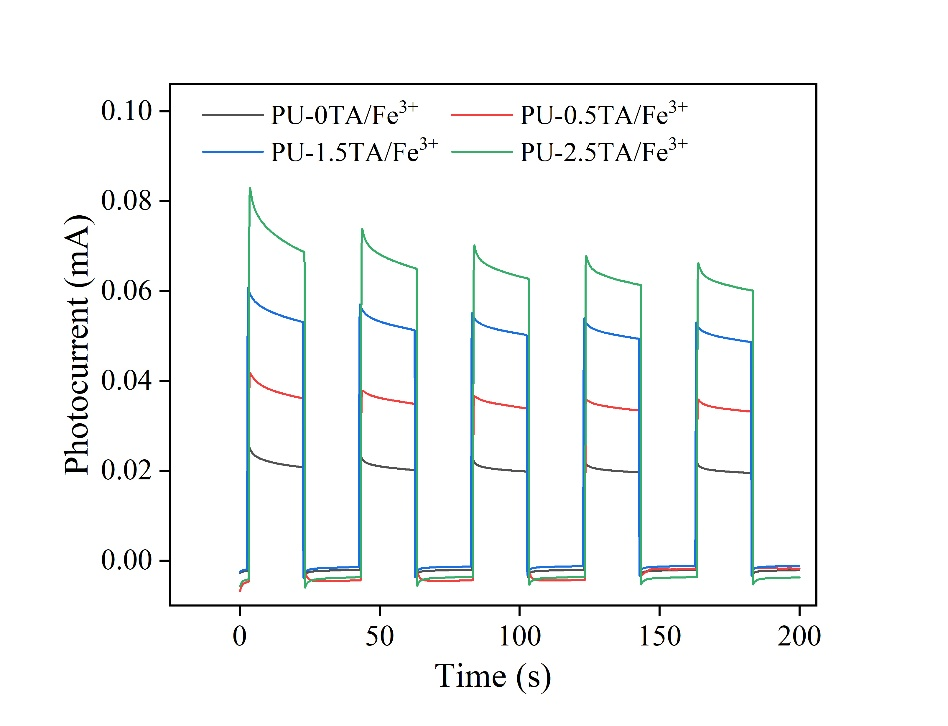 PU-0TA/Fe³⁺ PU-0.5TA/Fe³⁺
PU-1.5TA/Fe³⁺ PU-2.5TA/Fe³⁺
0.10
0.08
0.06
0.04
0.02
0.00
Photocurrent (mA)
0 50 100 150 200
Time (s)